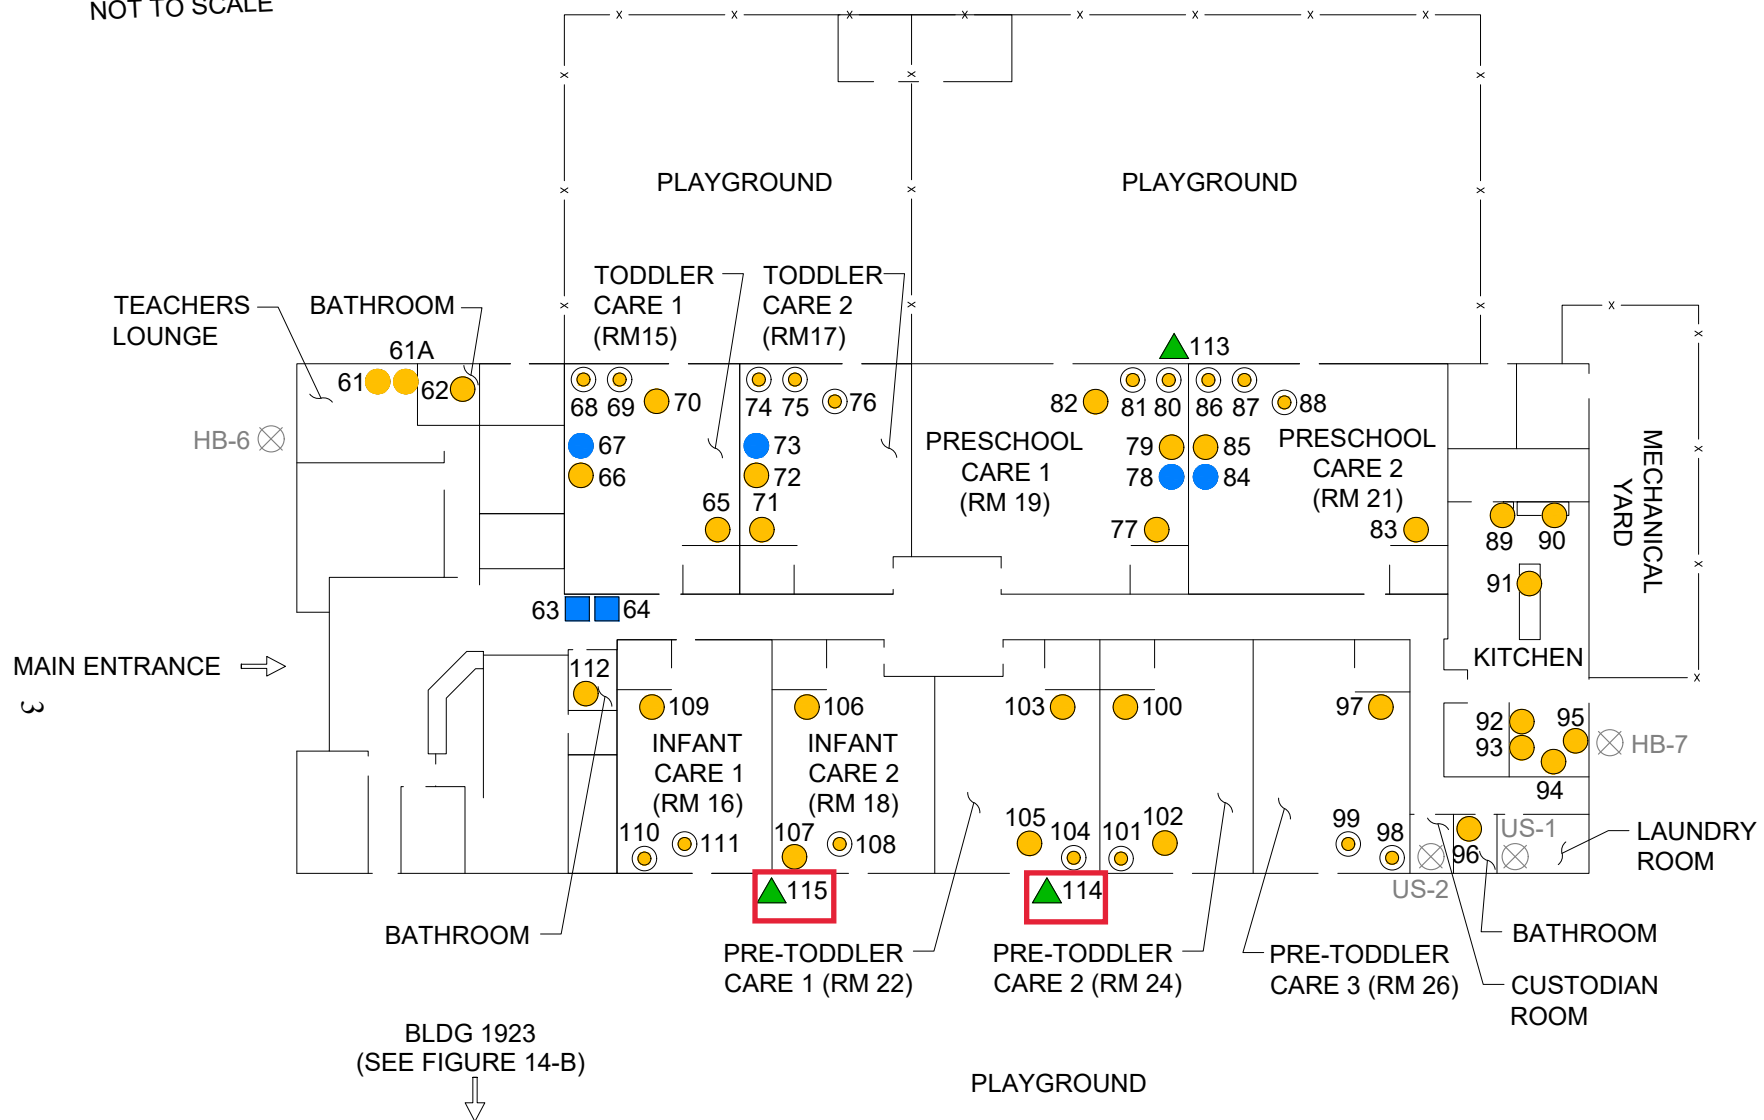 NOT TO SCALE
PLAYGROUND
PLAYGROUND
TEACHERS
LOUNGE
BATHROOM
TODDLER
CARE 1
(RM15)
TODDLER
CARE 2
(RM17)
113
61A
61
62
68
69
70
74
75
76
82
81
80
86
87
88
HB-6
67
66
73
72
PRESCHOOL
CARE 1
(RM 19)
79
78
85
84
PRESCHOOL
CARE 2
(RM 21)
MECHANICAL
YARD
65
71
77
83
89
90
91
63
64
KITCHEN
MAIN ENTRANCE
3
112
109
106
103
100
97
92
93
95
94
HB-7
INFANT
CARE 1
(RM 16)
INFANT
CARE 2
(RM 18)
110
111
107
108
105
104
101
102
99
98
96
US-1
US-2
LAUNDRY
ROOM
115
114
BATHROOM
PRE-TODDLER
CARE 1 (RM 22)
PRE-TODDLER
CARE 2 (RM 24)
PRE-TODDLER
CARE 3 (RM 26)
BATHROOM
CUSTODIAN
ROOM
BLDG 1923
(SEE FIGURE 14-B)
PLAYGROUND